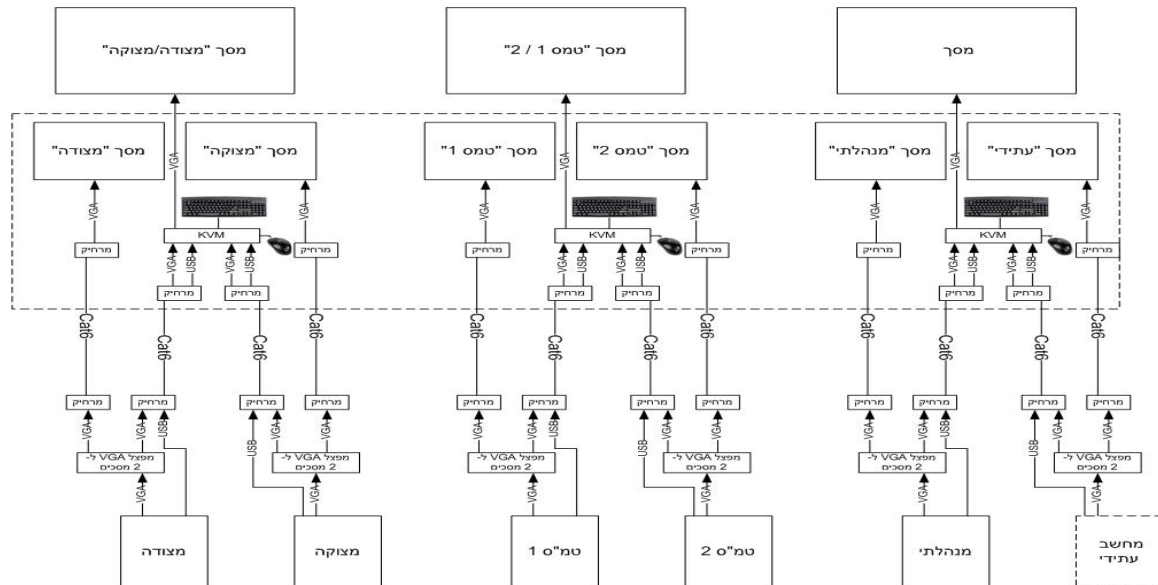 מסך "מצודה/מצוקה"
מסך "טמס 1 / 2"
מסך
מסך "מצודה"
VGA
מסך "מצוקה"
מסך "טמס 1"
VGA
מסך "טמס 2"
מסך "מנהלתי"
VGA
מסך "עתידי"
VGA
VGA
VGA
VGA
VGA
VGA
KVM
KVM
KVM
מרחיק
מרחיק
מרחיק
מרחיק
מרחיק
מרחיק
VGA
USB
VGA
USB
VGA
USB
VGA
USB
VGA
USB
VGA
USB
מרחיק
מרחיק
מרחיק
מרחיק
מרחיק
מרחיק
Cat6
Cat6
Cat6
Cat6
Cat6
Cat6
Cat6
Cat6
Cat6
Cat6
Cat6
Cat6
מרחיק
מרחיק
מרחיק
מרחיק
מרחיק
מרחיק
מרחיק
מרחיק
מרחיק
מרחיק
מרחיק
מרחיק
VGA
VGA
USB
USB
VGA
VGA
VGA
VGA
USB
USB
VGA
VGA
VGA
VGA
USB
USB
VGA
VGA
מפצל VGA ל-
2 מסכים
מפצל VGA ל-
2 מסכים
מפצל VGA ל-
2 מסכים
מפצל VGA ל-
2 מסכים
מפצל VGA ל-
2 מסכים
מפצל VGA ל-
2 מסכים
VGA
VGA
VGA
VGA
VGA
VGA
מצודה
מצוקה
טמ"ס 1
טמ"ס 2
מנהלתי
מחשב
עתידי